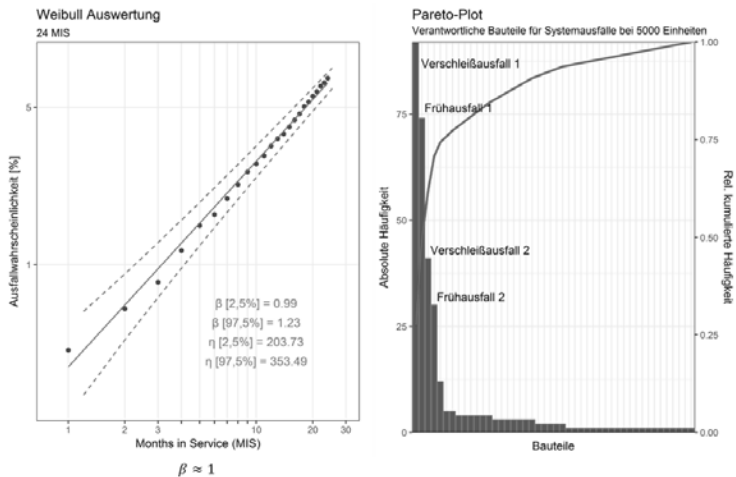 Weibull Auswertung
24 MIS
Ausfallwahrscheinlichkeit [%]
5
1
β [2,5%] = 0.99
β [97,5%] = 1.23
η [2,5%] = 203.73
η [97,5%] = 353.49
1
2
3
10
20
30
Months in Service (MIS)
β ≈ 1
Pareto-Plot
Verantwortliche Bauteile für Systemausfälle bei 5000 Einheiten
Absolute Häufigkeit
75
50
25
0
Verschleißausfall 1
Frühausfall 1
Verschleißausfall 2
Frühausfall 2
1.00
0.75
0.50
0.25
0.00
Rel. kumulierte Häufigkeit
Bauteile